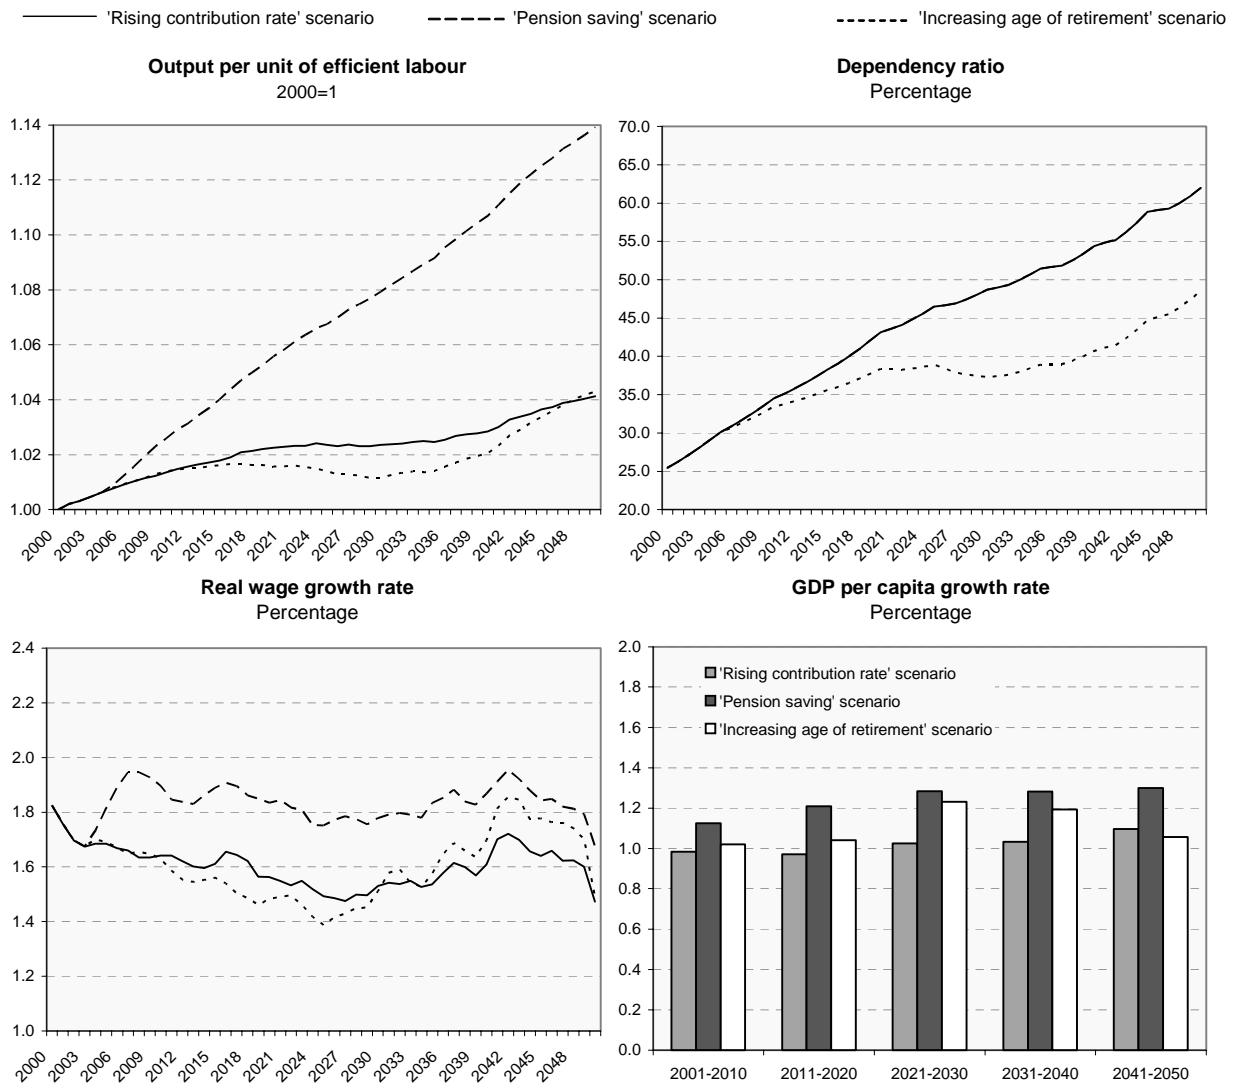 'Rising contribution rate' scenario 'Pension saving' scenario 'Increasing age of retirement' scenario
Output per unit of efficient labour
2000=1
1.14
1.12
1.10
1.08
1.06
1.04
1.02
1.00
2000 2003 2006 2009 2012 2015 2018 2021 2024 2027 2030 2033 2036 2039 2042 2045 2048
Dependency ratio
Percentage
70.0
65.0
60.0
55.0
50.0
45.0
40.0
35.0
30.0
25.0
20.0
2000 2003 2006 2009 2012 2015 2018 2021 2024 2027 2030 2033 2036 2039 2042 2045 2048
Real wage growth rate
Percentage
2.4
2.2
2.0
1.8
1.6
1.4
1.2
1.0
2000 2003 2006 2009 2012 2015 2018 2021 2024 2027 2030 2033 2036 2039 2042 2045 2048
GDP per capita growth rate
Percentage
2.0
1.8
1.6
1.4
1.2
1.0
0.8
0.6
0.4
0.2
0.0
'Rising contribution rate' scenario
'Pension saving' scenario
'Increasing age of retirement' scenario
2001-2010 2011-2020 2021-2030 2031-2040 2041-2050